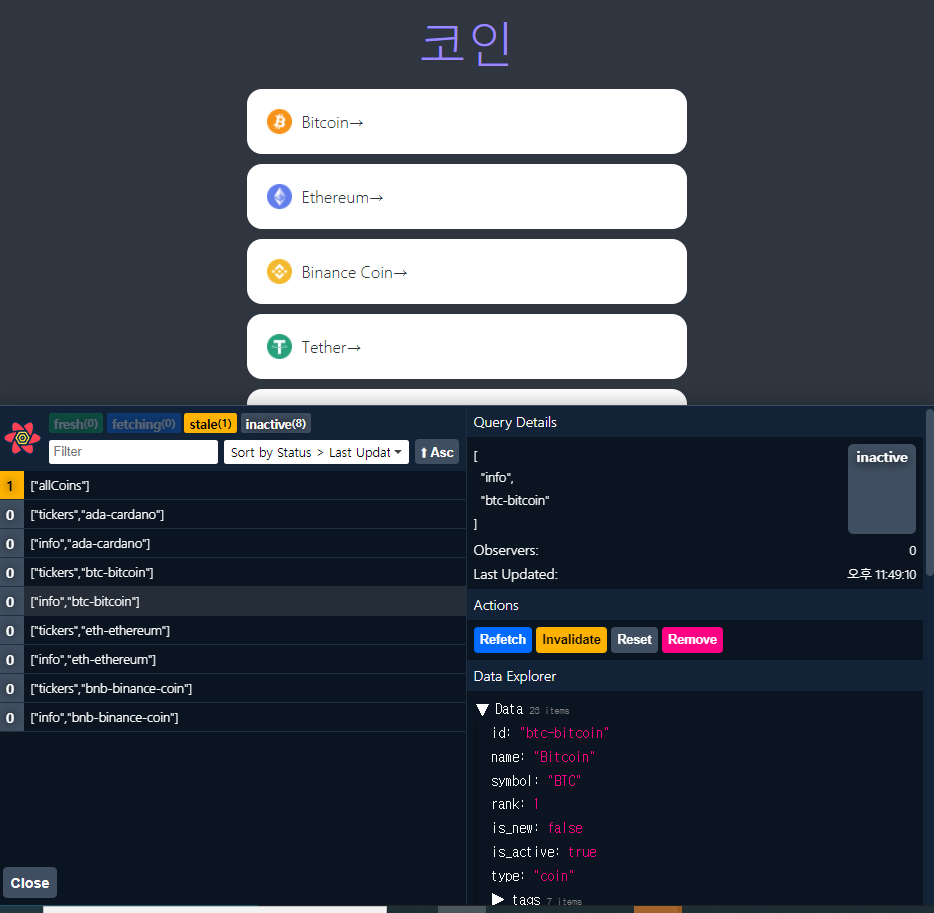 코인
Bitcoin→
Ethereum→
Binance Coin→
Tether→
fresh(0) fetching(0) stale(1) inactive(8)
Filter Sort by Status > Last Updat ⬆ Asc
1 ["allCoins"]
0 ["tickers","ada-cardano"]
0 ["info","ada-cardano"]
0 ["tickers","btc-bitcoin"]
0 ["info","btc-bitcoin"]
0 ["tickers","eth-ethereum"]
0 ["info","eth-ethereum"]
0 ["tickers","bnb-binance-coin"]
0 ["info","bnb-binance-coin"]
Close
Query Details
[
"info",
"btc-bitcoin"
]
inactive
Observers: 0
Last Updated: 오후 11:49:10
Actions
Refetch Invalidate Reset Remove
Data Explorer
▼ Data 26 items
id: "btc-bitcoin"
name: "Bitcoin"
symbol: "BTC"
rank: 1
is_new: false
is_active: true
type: "coin"
▶ tags 7 items